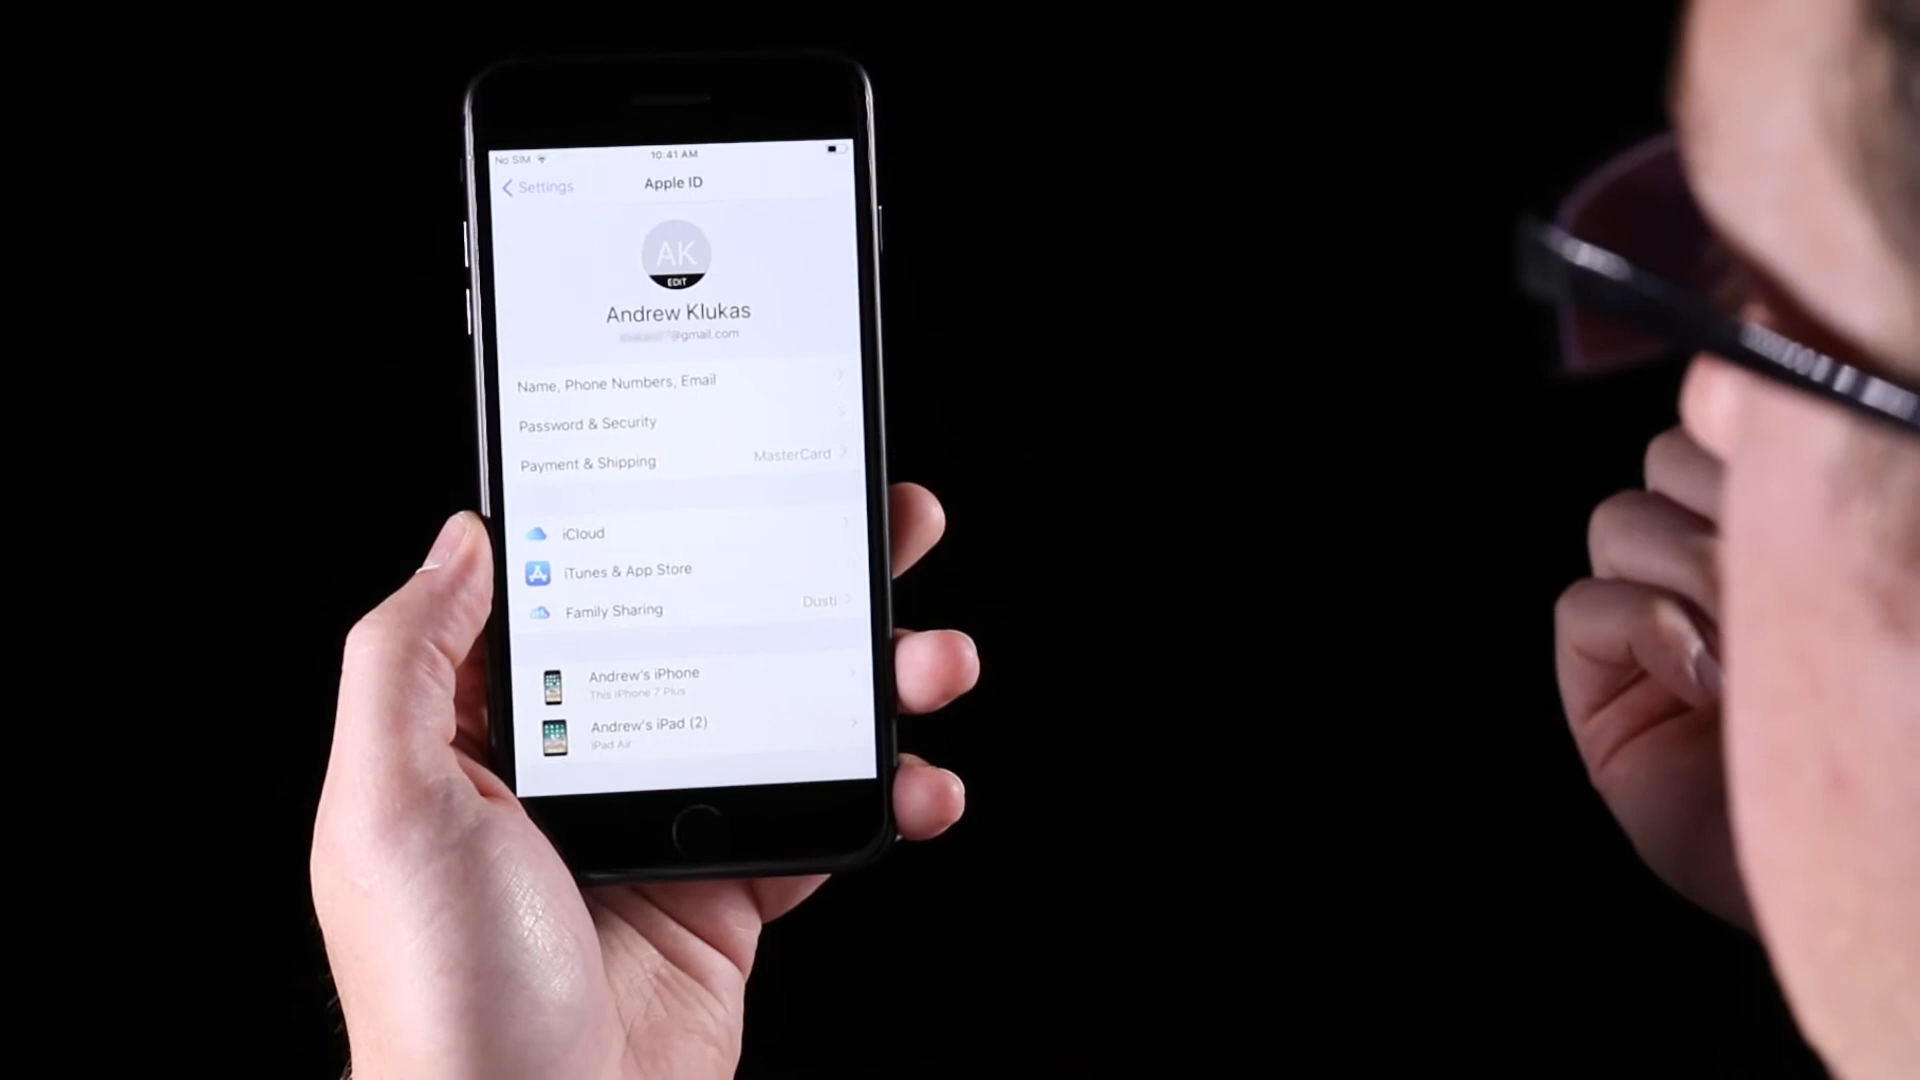 No SIM 10:41 AM
Settings Apple ID
AK
EDIT
Andrew Klukas
@gmail.com
Name, Phone Numbers, Email
Password & Security
Payment & Shipping MasterCard
iCloud
iTunes & App Store
Family Sharing Dusti
Andrew's iPhone
This iPhone 7 Plus
Andrew's iPad (2)
iPad Air